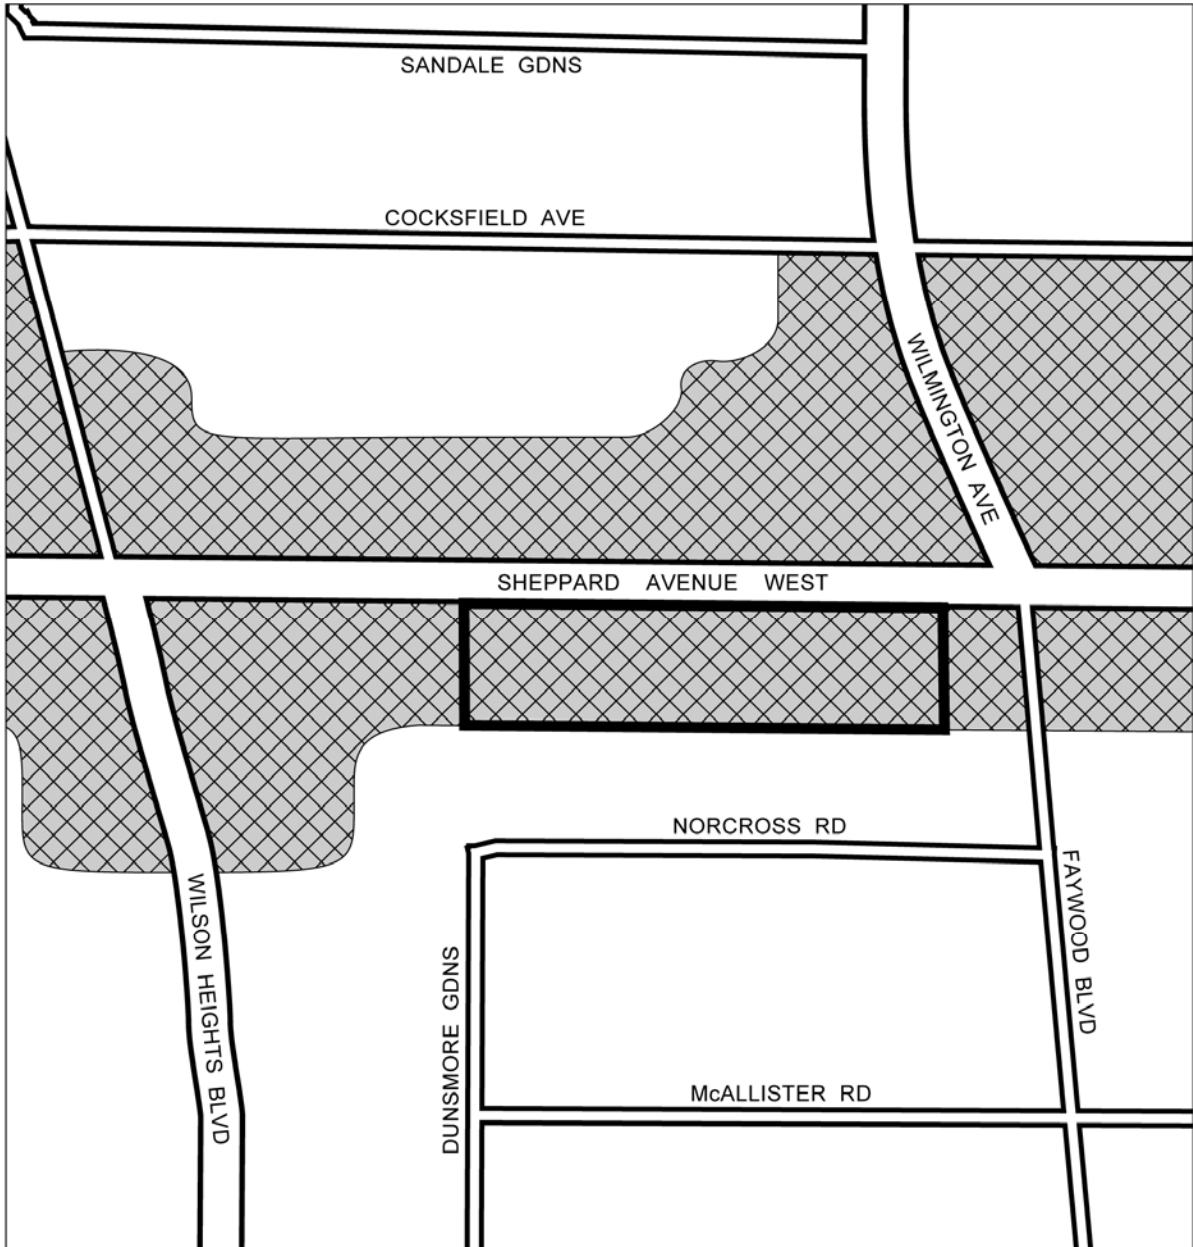 SANDALE GDNS
COCKSFIELD AVE
WILMINGTON AVE
SHEPPARD AVENUE WEST
NORCROSS RD
FAYWOOD BLVD
WILSON HEIGHTS BLVD
DUNSMORE GDNS
McALLISTER RD